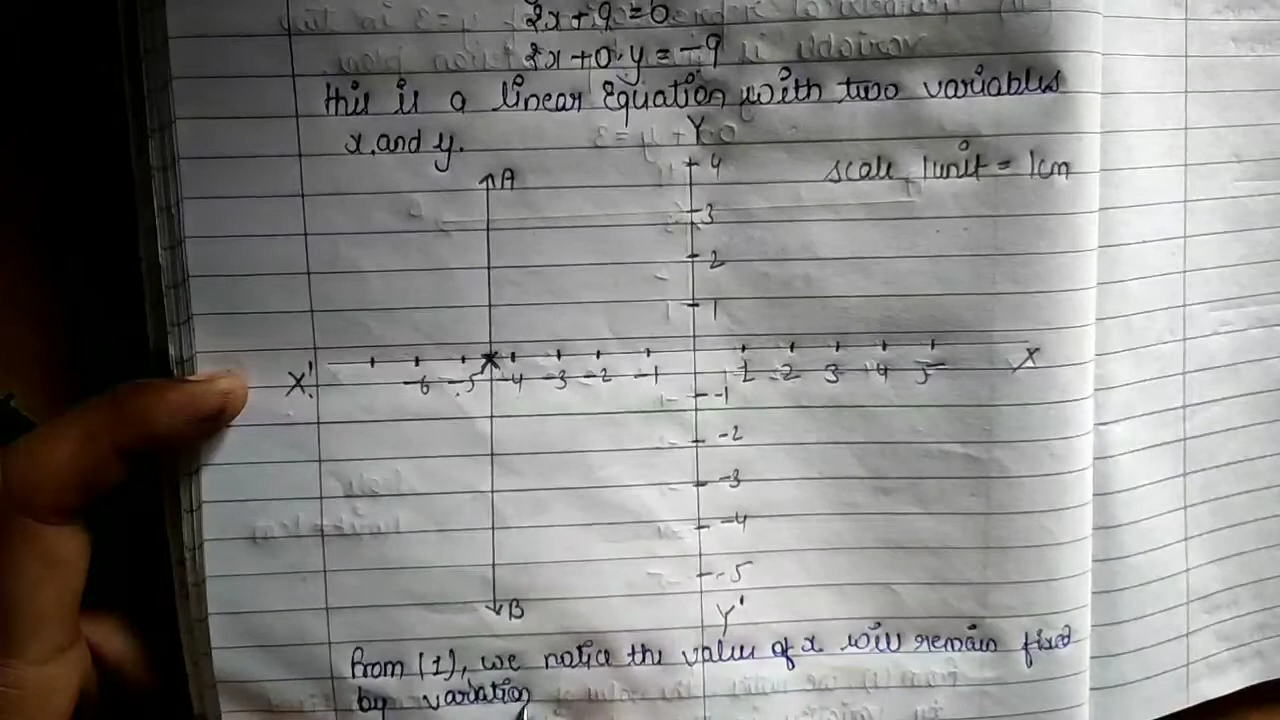 2x + 9 = 0
2x + 0.y = -9
this is a linear Equation with two variables
x, and y.
Y
A
4
scale, 1 unit = 1cm
3
2
1
X' -6 -5 -4 -3 -2 -1 1 2 3 4 5 X
-1
-2
-3
-4
-5
B
Y'
from (1), we notice the value of x will remain fixed
by variation